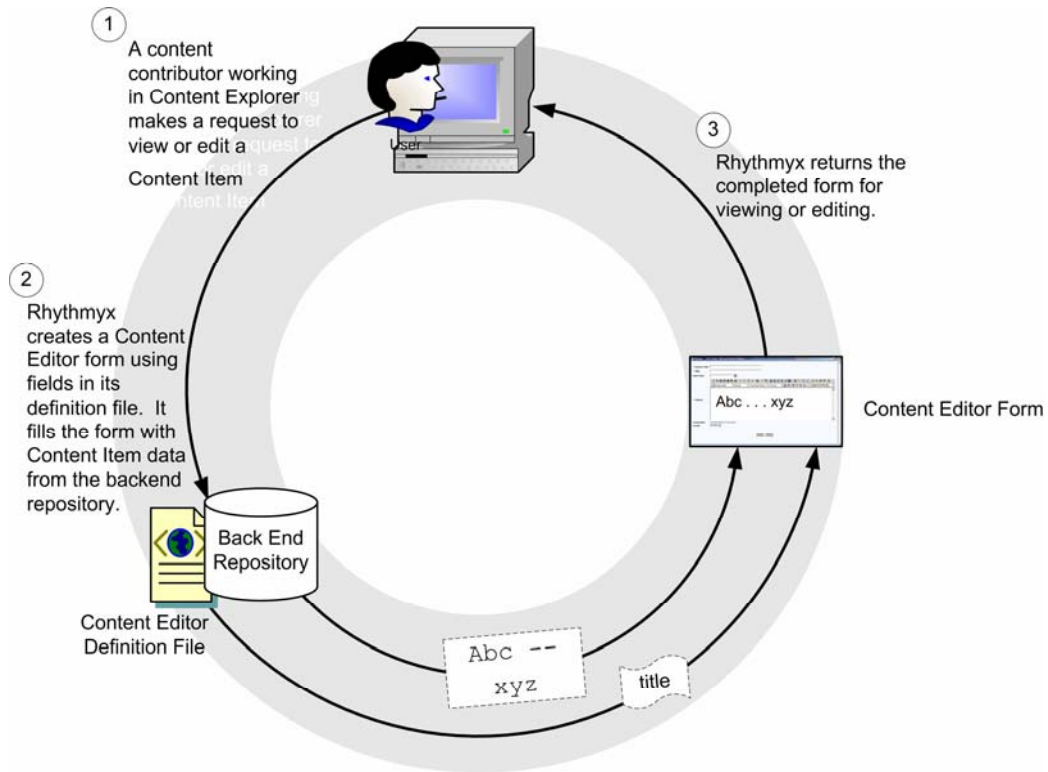 1
A content
contributor working
in Content Explorer
makes a request to
view or edit a
Content Item
User
3
Rhythmyx returns the
completed form for
viewing or editing.
2
Rhythmyx
creates a Content
Editor form using
fields in its
definition file. It
fills the form with
Content Item data
from the backend
repository.
Abc . . . xyz
Content Editor Form
Back End
Repository
Content Editor
Definition File
Abc --
xyz
title